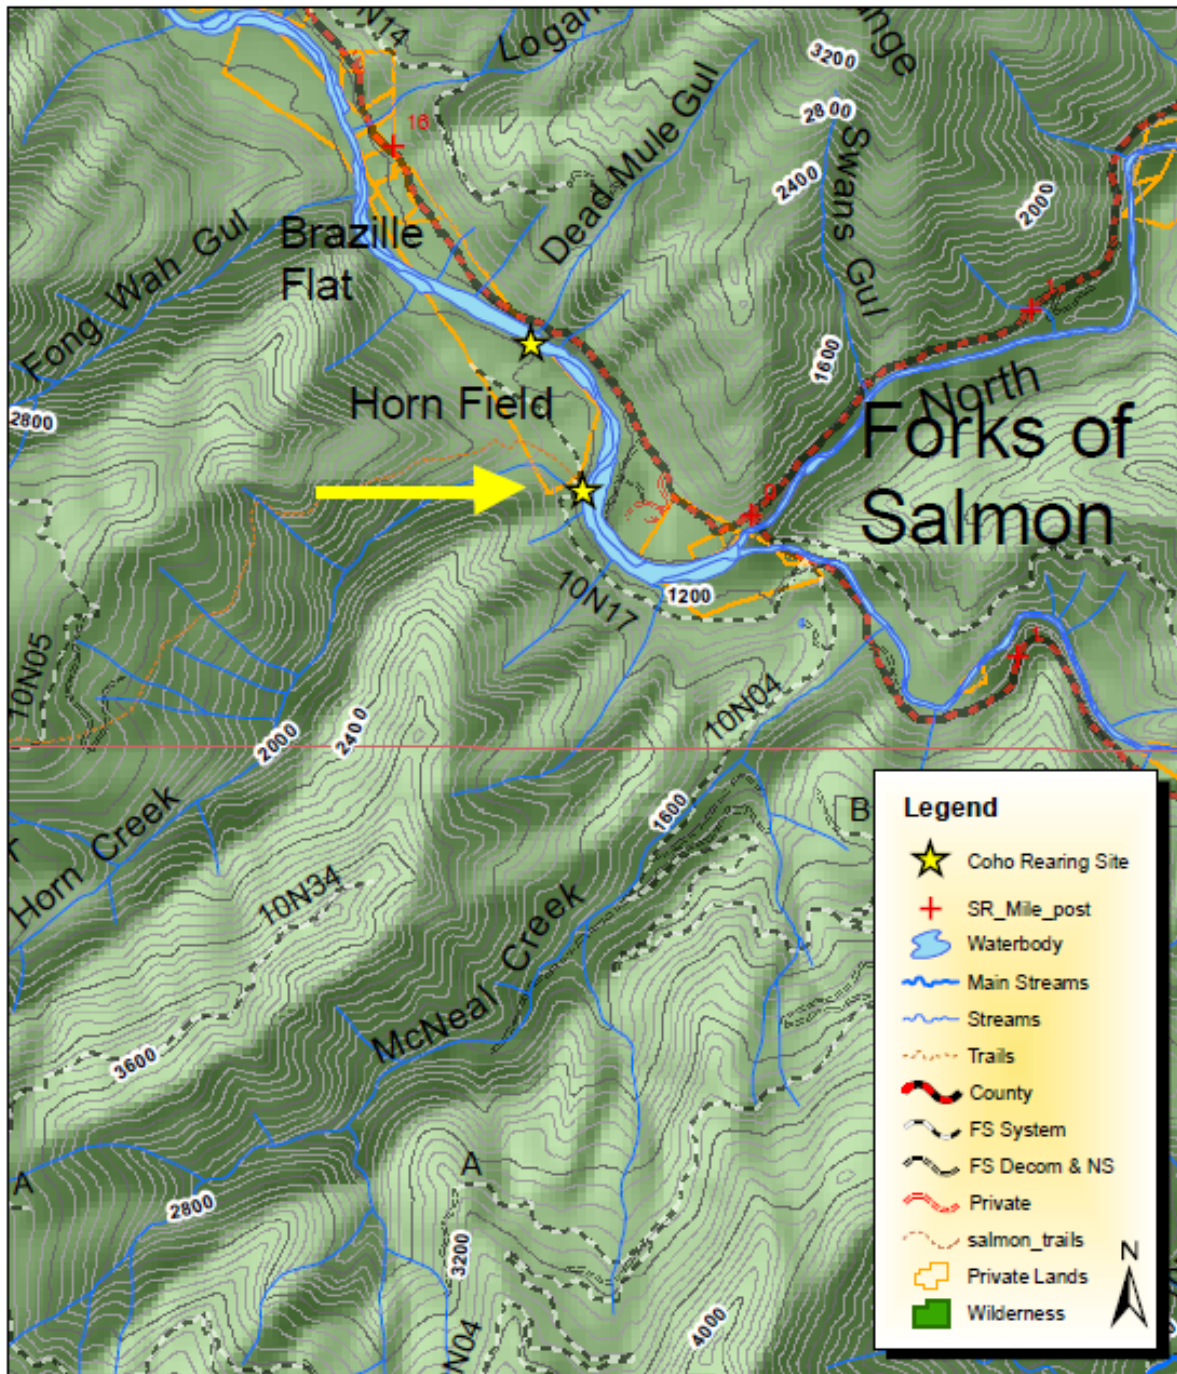 N14
Logan
ange
3200
2800
16
Dead Mule Gul
Swans Gul
2400
2000
Brazille
Flat
Fong Wah Gul
1600
North
Horn Field
2800
Forks of
Salmon
10N17
1200
10N05
10N04
2400
2000
1600
Horn Creek
10N34
B
McNeal Creek
3600
A
A
2800
3200
N04
4000
Legend
Coho Rearing Site
SR_Mile_post
Waterbody
Main Streams
Streams
Trails
County
FS System
FS Decom & NS
Private
salmon_trails
Private Lands
Wilderness
N